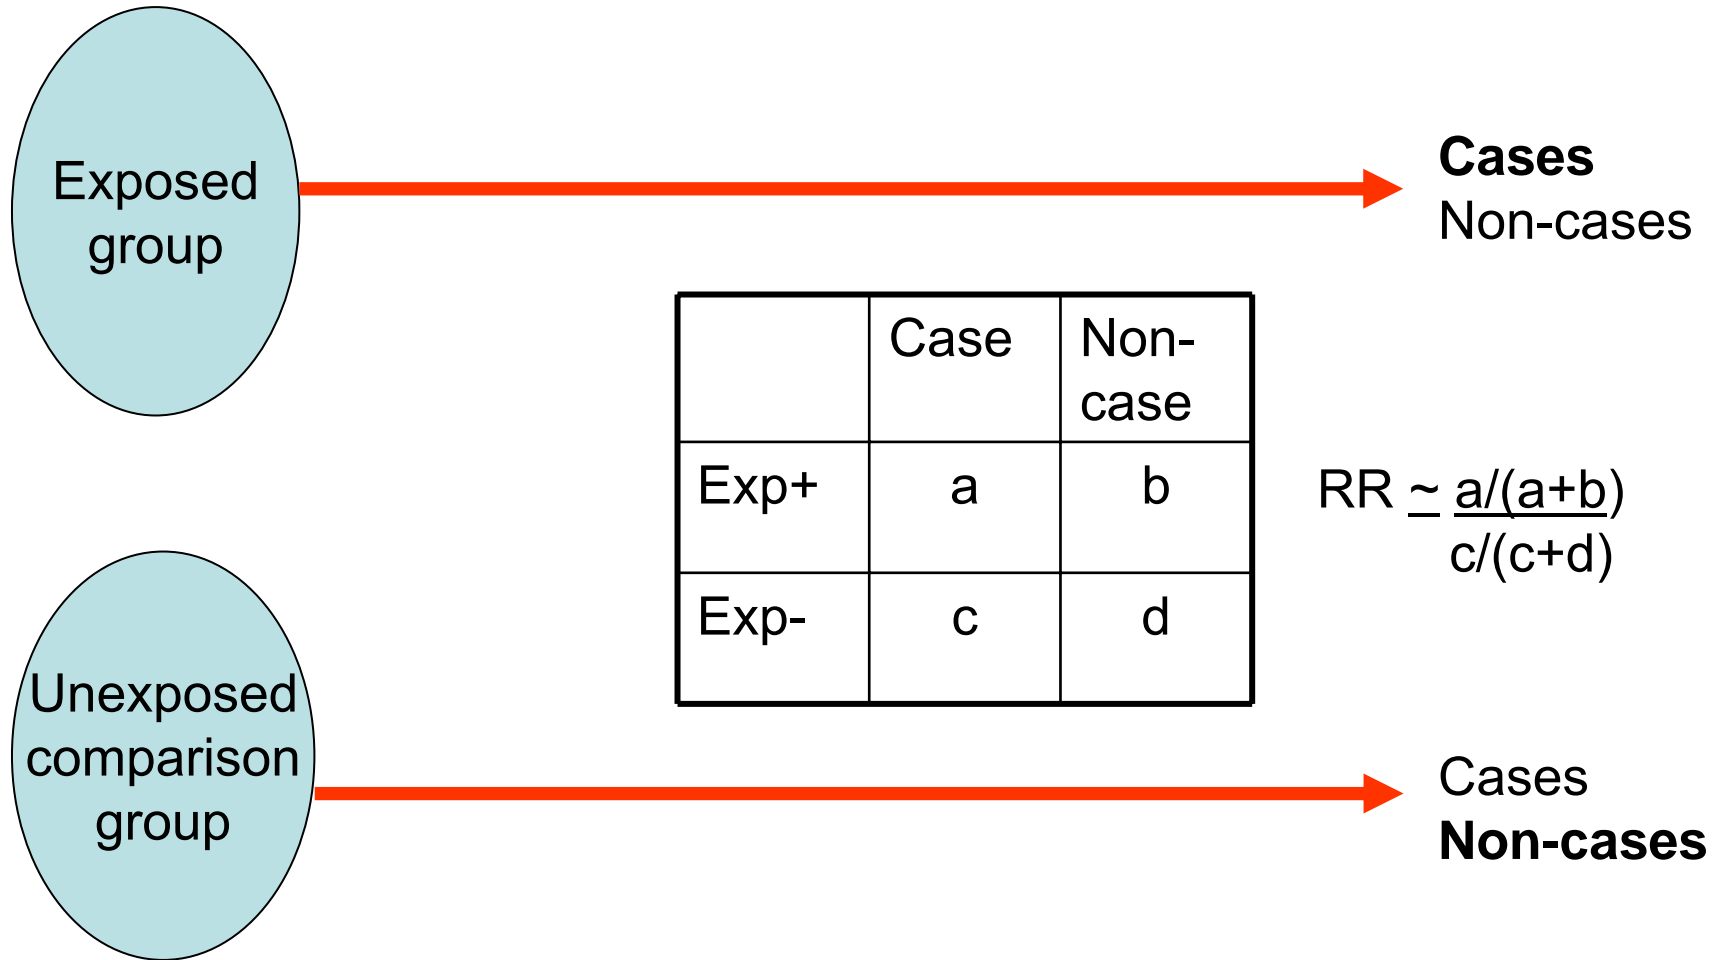 Exposed
group
Cases
Non-cases
Case
Non-
case
Exp+
a
b
Exp-
c
d
RR ~ a/(a+b)
c/(c+d)
Unexposed
comparison
group
Cases
Non-cases